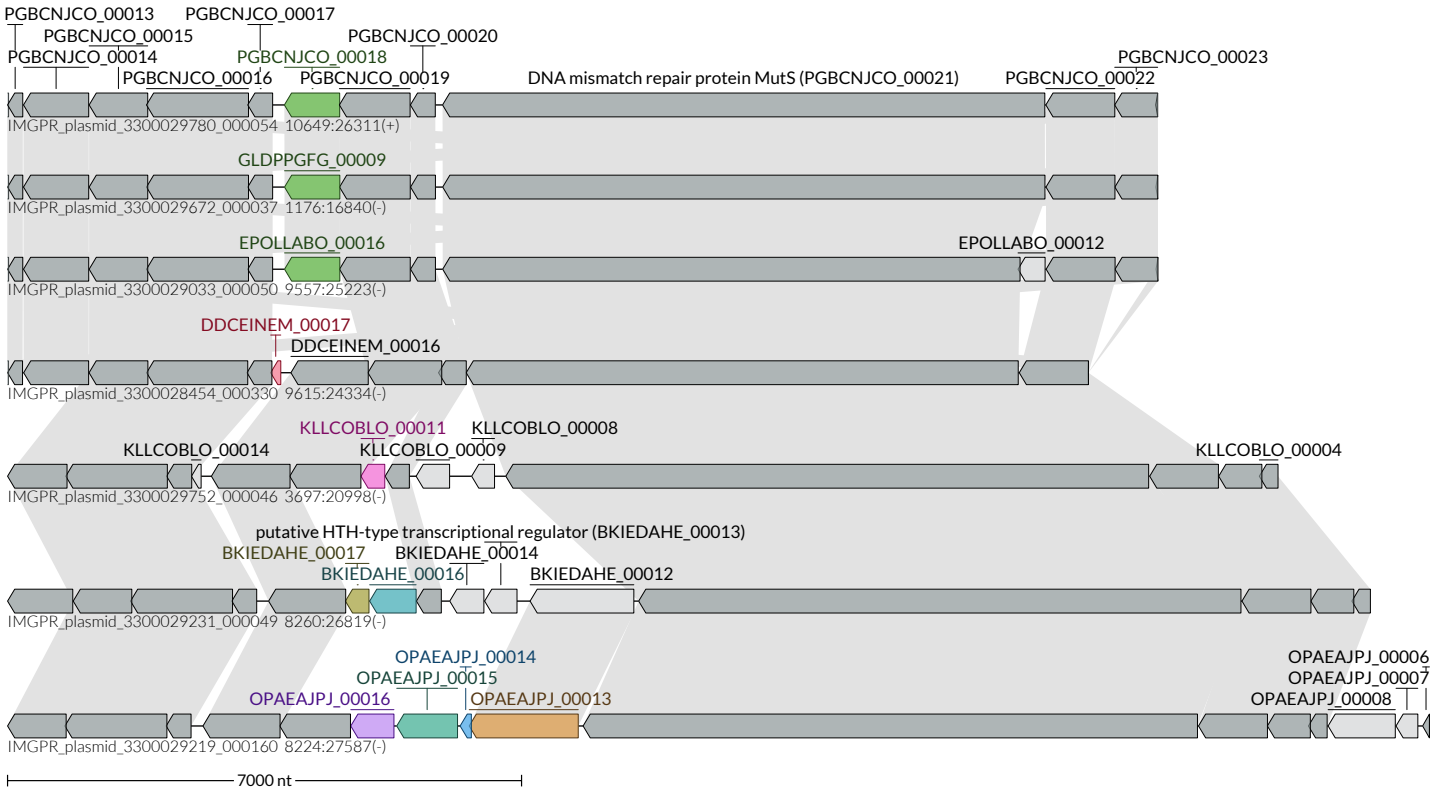 PGBCNJCO_00013 PGBCNJCO_00017
PGBCNJCO_00015 PGBCNJCO_00020
PGBCNJCO_00014 PGBCNJCO_00018 PGBCNJCO_00023
PGBCNJCO_00016 PGBCNJCO_00019 DNA mismatch repair protein MutS (PGBCNJCO_00021) PGBCNJCO_00022
IMGPR_plasmid_3300029780_000054 10649:26311(+)
GLDPPGFG_00009
IMGPR_plasmid_3300029672_000037 1176:16840(-)
EPOLLABO_00016 EPOLLABO_00012
IMGPR_plasmid_3300029033_000050 9557:25223(-)
DDCEINEM_00017
DDCEINEM_00016
IMGPR_plasmid_3300028454_000330 9615:24334(-)
KLLCOBLO_00011 KLLCOBLO_00008
KLLCOBLO_00014 KLLCOBLO_00009 KLLCOBLO_00004
IMGPR_plasmid_3300029752_000046 3697:20998(-)
putative HTH-type transcriptional regulator (BKIEDAHE_00013)
BKIEDAHE_00017 BKIEDAHE_00014
BKIEDAHE_00016 BKIEDAHE_00012
IMGPR_plasmid_3300029231_000049 8260:26819(-)
OPAEAJPJ_00014 OPAEAJPJ_00006
OPAEAJPJ_00015 OPAEAJPJ_00007
OPAEAJPJ_00016 OPAEAJPJ_00013 OPAEAJPJ_00008
IMGPR_plasmid_3300029219_000160 8224:27587(-)
7000 nt